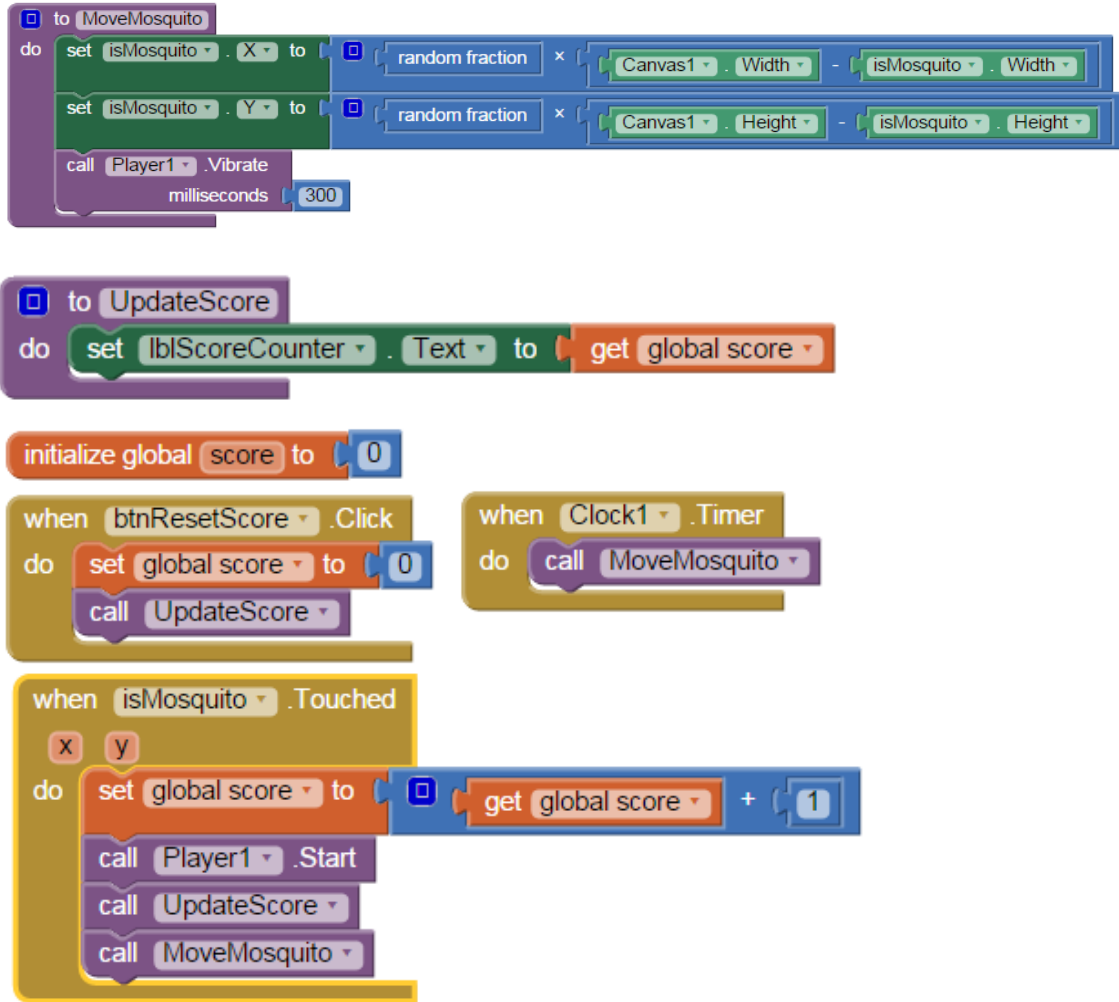 to MoveMosquito
do set isMosquito . X to random fraction × Canvas1 . Width - isMosquito . Width
set isMosquito . Y to random fraction × Canvas1 . Height - isMosquito . Height
call Player1 .Vibrate
milliseconds 300
to UpdateScore
do set lblScoreCounter . Text to get global score
initialize global score to 0
when btnResetScore .Click
do set global score to 0
call UpdateScore
when Clock1 .Timer
do call MoveMosquito
when isMosquito .Touched
x y
do set global score to get global score + 1
call Player1 .Start
call UpdateScore
call MoveMosquito